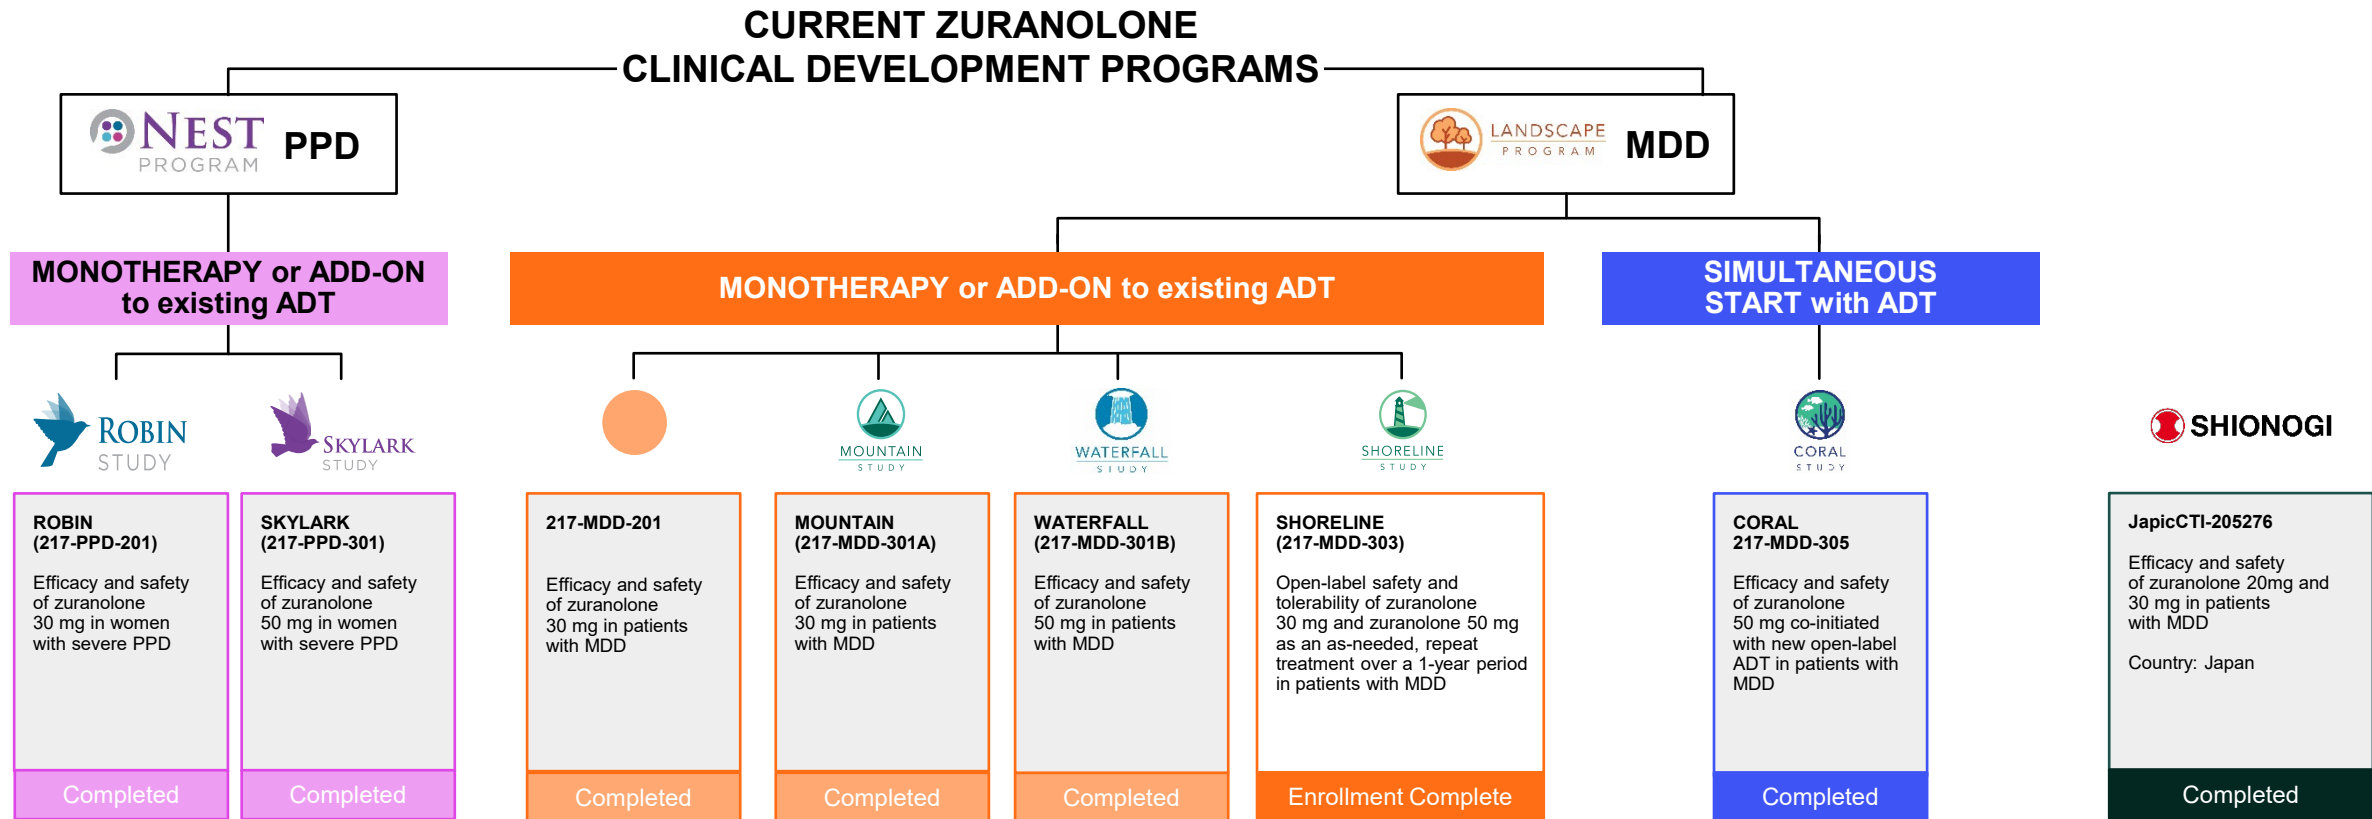 CURRENT ZURANOLONE
CLINICAL DEVELOPMENT PROGRAMS
NEST
PROGRAM
PPD
LANDSCAPE
PROGRAM
MDD
MONOTHERAPY or ADD-ON
to existing ADT
MONOTHERAPY or ADD-ON to existing ADT
SIMULTANEOUS
START with ADT
ROBIN
STUDY
SKYLARK
STUDY
MOUNTAIN
STUDY
WATERFALL
STUDY
SHORELINE
STUDY
CORAL
STUDY
SHIONOGI
ROBIN
(217-PPD-201)
Efficacy and safety
of zuranolone
30 mg in women
with severe PPD
Completed
SKYLARK
(217-PPD-301)
Efficacy and safety
of zuranolone
50 mg in women
with severe PPD
Completed
217-MDD-201
Efficacy and safety
of zuranolone
30 mg in patients
with MDD
Completed
MOUNTAIN
(217-MDD-301A)
Efficacy and safety
of zuranolone
30 mg in patients
with MDD
Completed
WATERFALL
(217-MDD-301B)
Efficacy and safety
of zuranolone
50 mg in patients
with MDD
Completed
SHORELINE
(217-MDD-303)
Open-label safety and
tolerability of zuranolone
30 mg and zuranolone 50 mg
as an as-needed, repeat
treatment over a 1-year period
in patients with MDD
Enrollment Complete
CORAL
217-MDD-305
Efficacy and safety
of zuranolone
50 mg co-initiated
with new open-label
ADT in patients with
MDD
Completed
JapicCTI-205276
Efficacy and safety
of zuranolone 20mg and
30 mg in patients
with MDD
Country: Japan
Completed